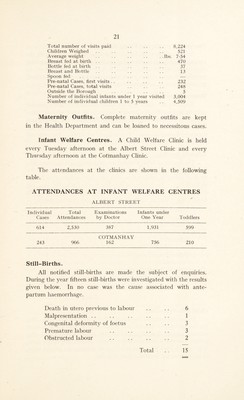 21
Total number of visits paid .. .. .. 8,224
Children Weighed .. .. .. 525
Average weight .. .. .. lbs. 7·54
Breast fed at birth .. .. .. 470
Bottle fed at birth .. .. .. 37
Breast and Bottle .. .. .. 13
Spoon fed .. .. ..
Pre-natal Cases, first visits .. .. .. 232
Pre-natal Cases, total visits .. .. .. 248
Outside the Borough .. .. .. 8
Number of individual infants under 1 year visited 3,004
Number of individual children 1 to 5 years .. 4,509
Maternity Outfits. Complete maternity outfits are kept
in the Health Department and can be loaned to necessitous cases.
Infant Welfare Centres. A Child Welfare Clinic is held
every Tuesday afternoon at the Albert Street Clinic and every
Thursday afternoon at the Cottmanhay Clinic.
The attendances at the clinics are shown in the following
table.
ATTENDANCES AT INFANT WELFARE CENTRES
ALBERT STREET
Individual Total Examinations Infants under
Cases Attendances by Doctor One Year Toddlers
614 2,330 387 1,931 399
COTMANHAY
243 966 162 756 210
Still-Births.
All notified still-births are made the subject of enquiries.
During the year fifteen still-births were investigated with the results
given below. In no case was the cause associated with ante-
partum haemorrhage.
Death in utero previous to labour .. .. 6
Malpresentation .. .. .. .. 1
Congenital deformity of foetus .. .. 3
Premature labour .. .. .. 3
Obstructed labour .. .. .. 2
Total .. 15